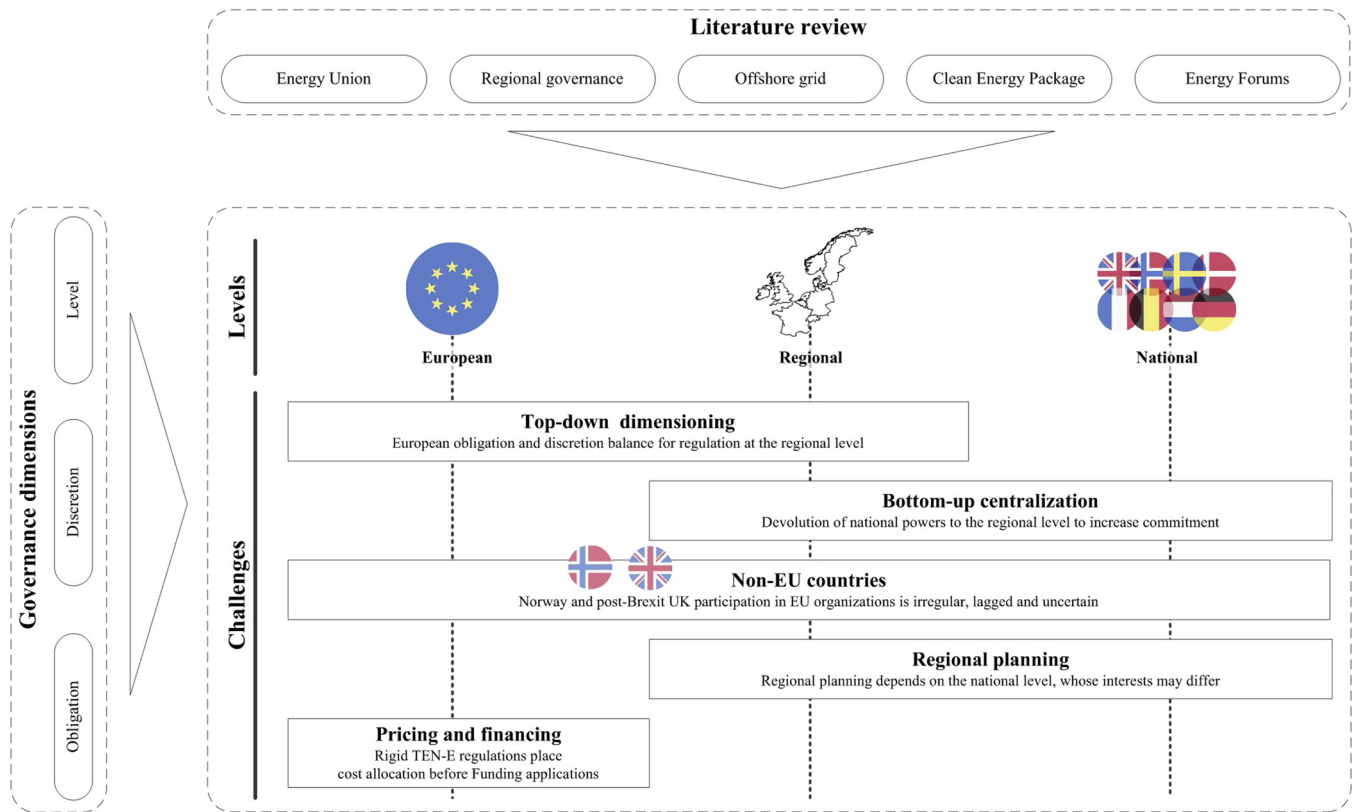 Literature review
Energy Union
Regional governance
Offshore grid
Clean Energy Package
Energy Forums
Governance dimensions
Level
Discretion
Obligation
Levels
European
Regional
National
Challenges
Top-down dimensioning
European obligation and discretion balance for regulation at the regional level
Bottom-up centralization
Devolution of national powers to the regional level to increase commitment
Non-EU countries
Norway and post-Brexit UK participation in EU organizations is irregular, lagged and uncertain
Regional planning
Regional planning depends on the national level, whose interests may differ
Pricing and financing
Rigid TEN-E regulations place
cost allocation before Funding applications